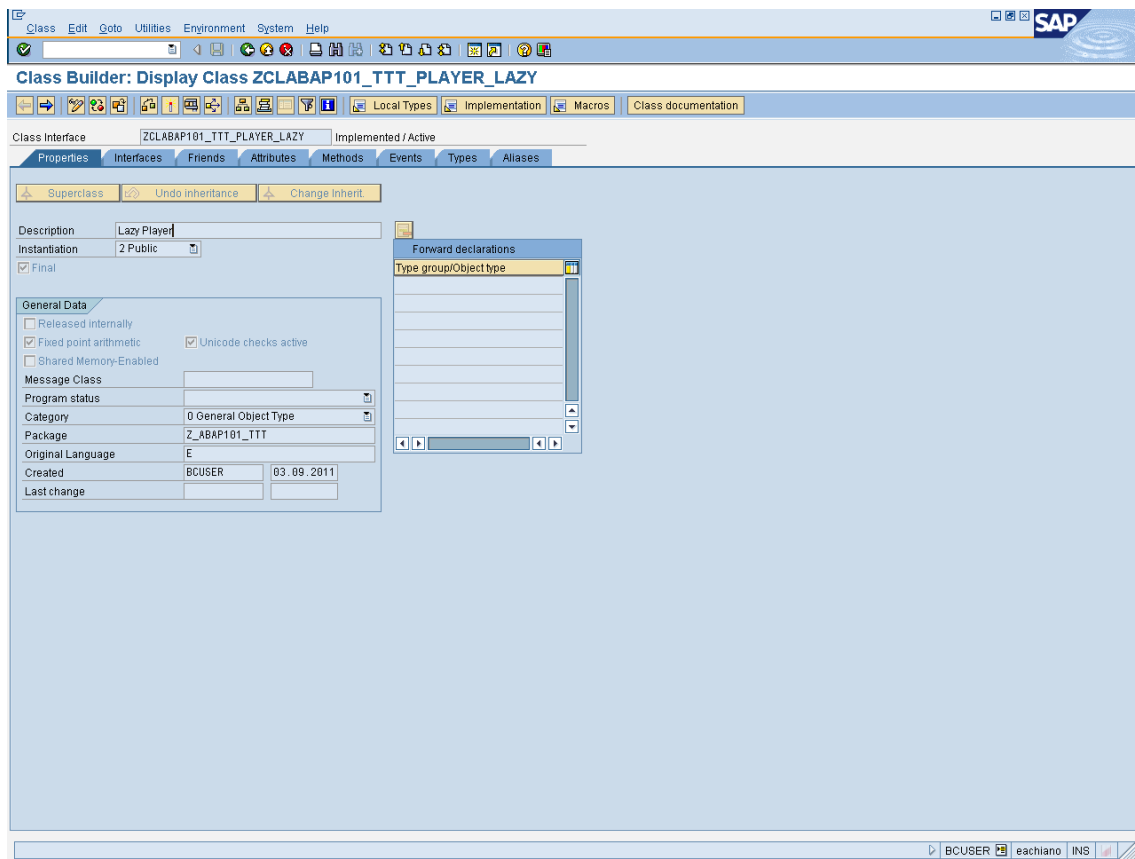 Class Edit Goto Utilities Environment System Help
SAP
Class Builder: Display Class ZCLABAP101_TTT_PLAYER_LAZY
Local Types Implementation Macros Class documentation
Class Interface ZCLABAP101_TTT_PLAYER_LAZY Implemented / Active
Properties Interfaces Friends Attributes Methods Events Types Aliases
Superclass Undo inheritance Change Inherit.
Description Lazy Player
Instantiation 2 Public
Forward declarations
Final
Type group/Object type
General Data
Released internally
Fixed point arithmetic Unicode checks active
Shared Memory-Enabled
Message Class
Program status
Category 0 General Object Type
Package Z_ABAP101_TTT
Original Language E
Created BCUSER 03.09.2011
Last change
BCUSER eachiano INS